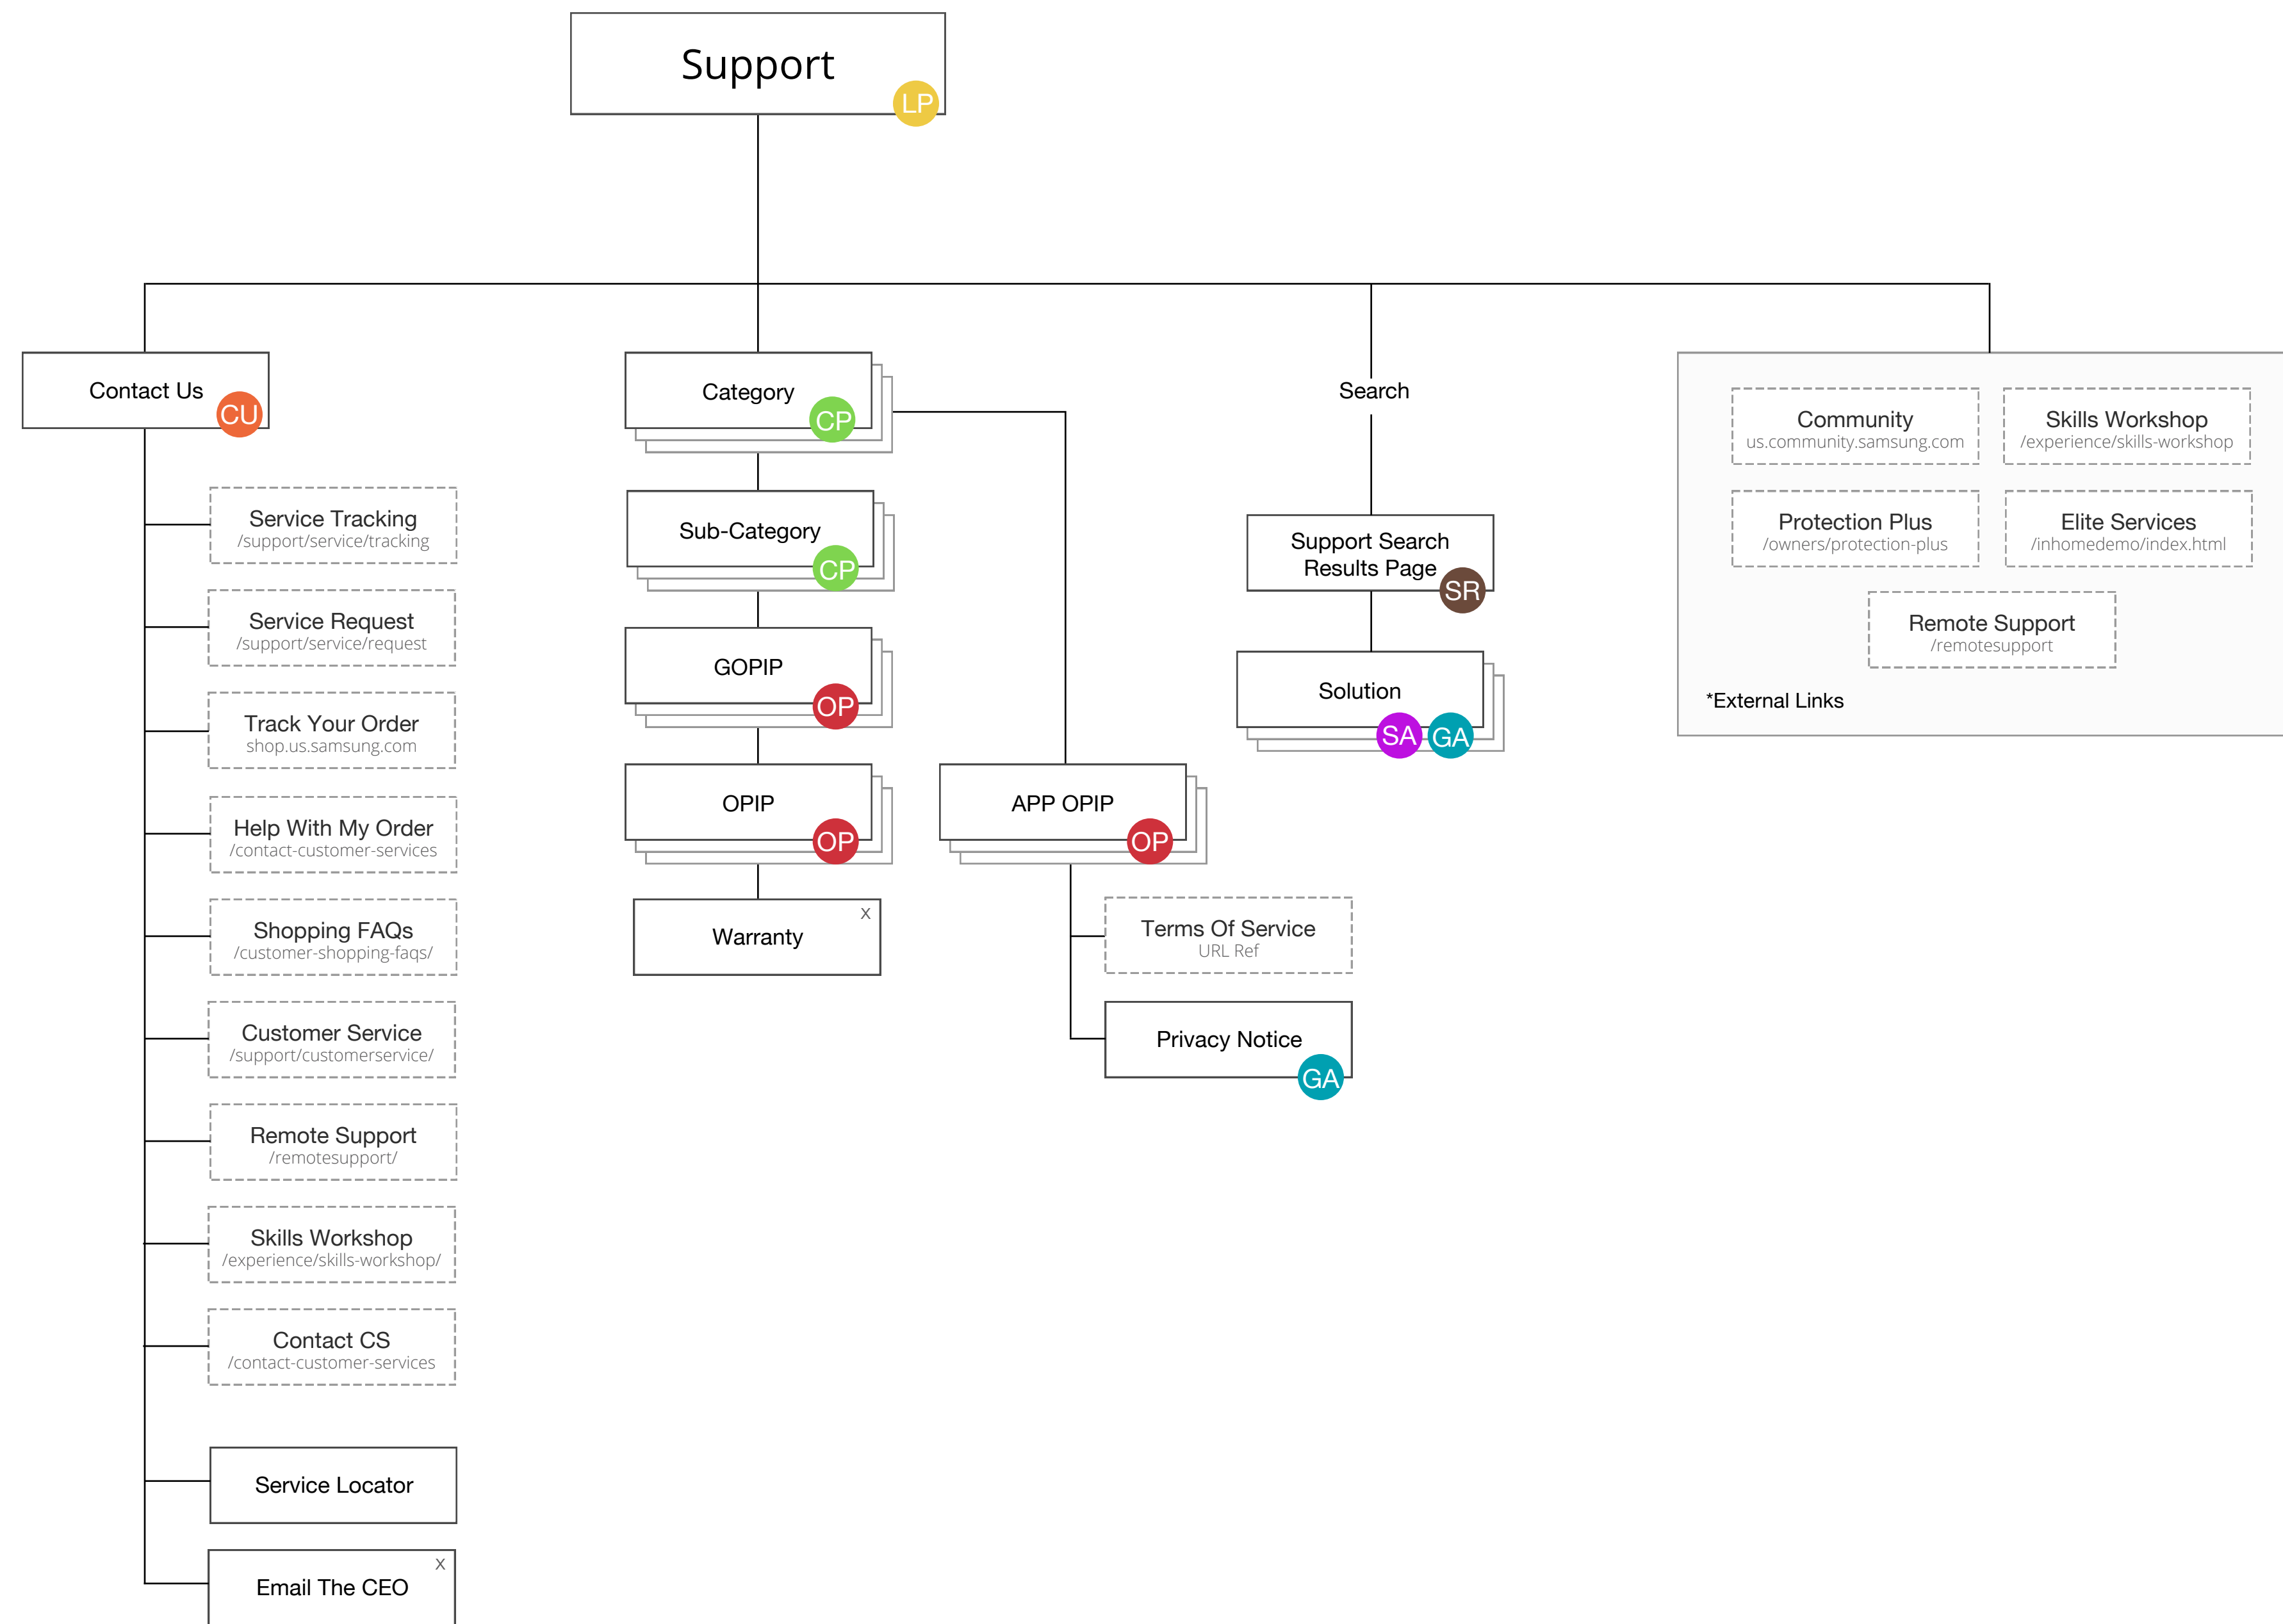 Support
LP
Contact Us
CU
Service Tracking
/support/service/tracking
Service Request
/support/service/request
Track Your Order
shop.us.samsung.com
Help With My Order
/contact-customer-services
Shopping FAQs
/customer-shopping-faqs/
Customer Service
/support/customerservice/
Remote Support
/remotesupport/
Skills Workshop
/experience/skills-workshop/
Contact CS
/contact-customer-services
Service Locator
x
Email The CEO
Category
CP
Sub-Category
CP
GOPIP
OP
OPIP
OP
x
Warranty
APP OPIP
OP
Terms Of Service
URL Ref
Privacy Notice
GA
Search
Support Search
Results Page
SR
Solution
SA
GA
Community
us.community.samsung.com
Skills Workshop
/experience/skills-workshop
Protection Plus
/owners/protection-plus
Elite Services
/inhomedemo/index.html
Remote Support
/remotesupport
*External Links